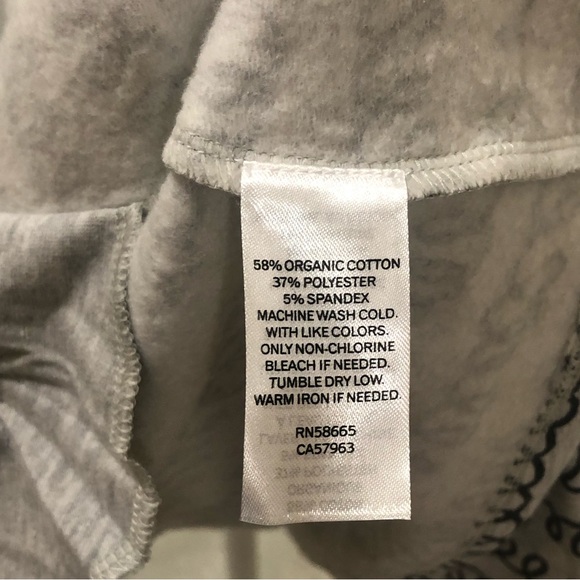 58% ORGANIC COTTON
37% POLYESTER
5% SPANDEX
MACHINE WASH COLD.
WITH LIKE COLORS.
ONLY NON-CHLORINE
BLEACH IF NEEDED.
TUMBLE DRY LOW.
WARM IRON IF NEEDED.
RN58665
CA57963